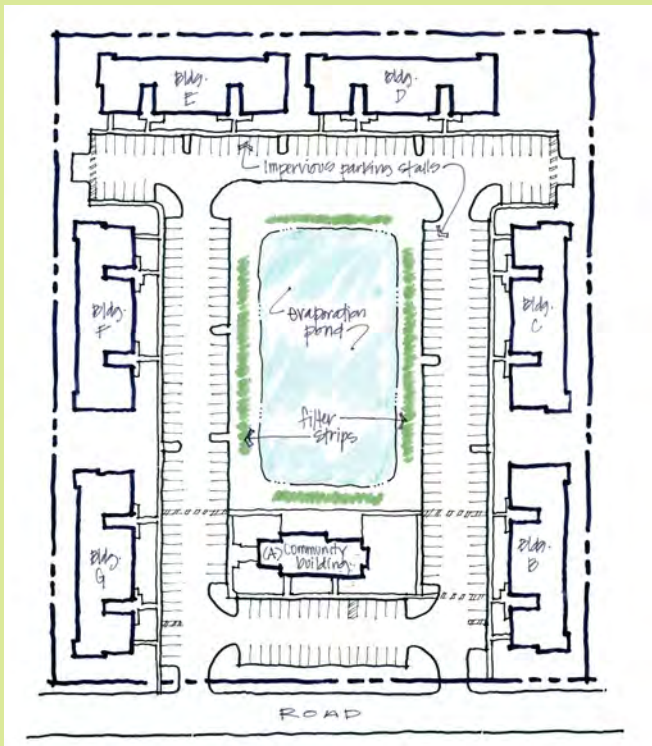 Bldg.
E
Bldg.
D
Impervious parking stalls
Bldg.
F
Bldg.
C
evaporation
pond
filter
strips
Bldg.
G
(A) Community
building
Bldg.
B
ROAD